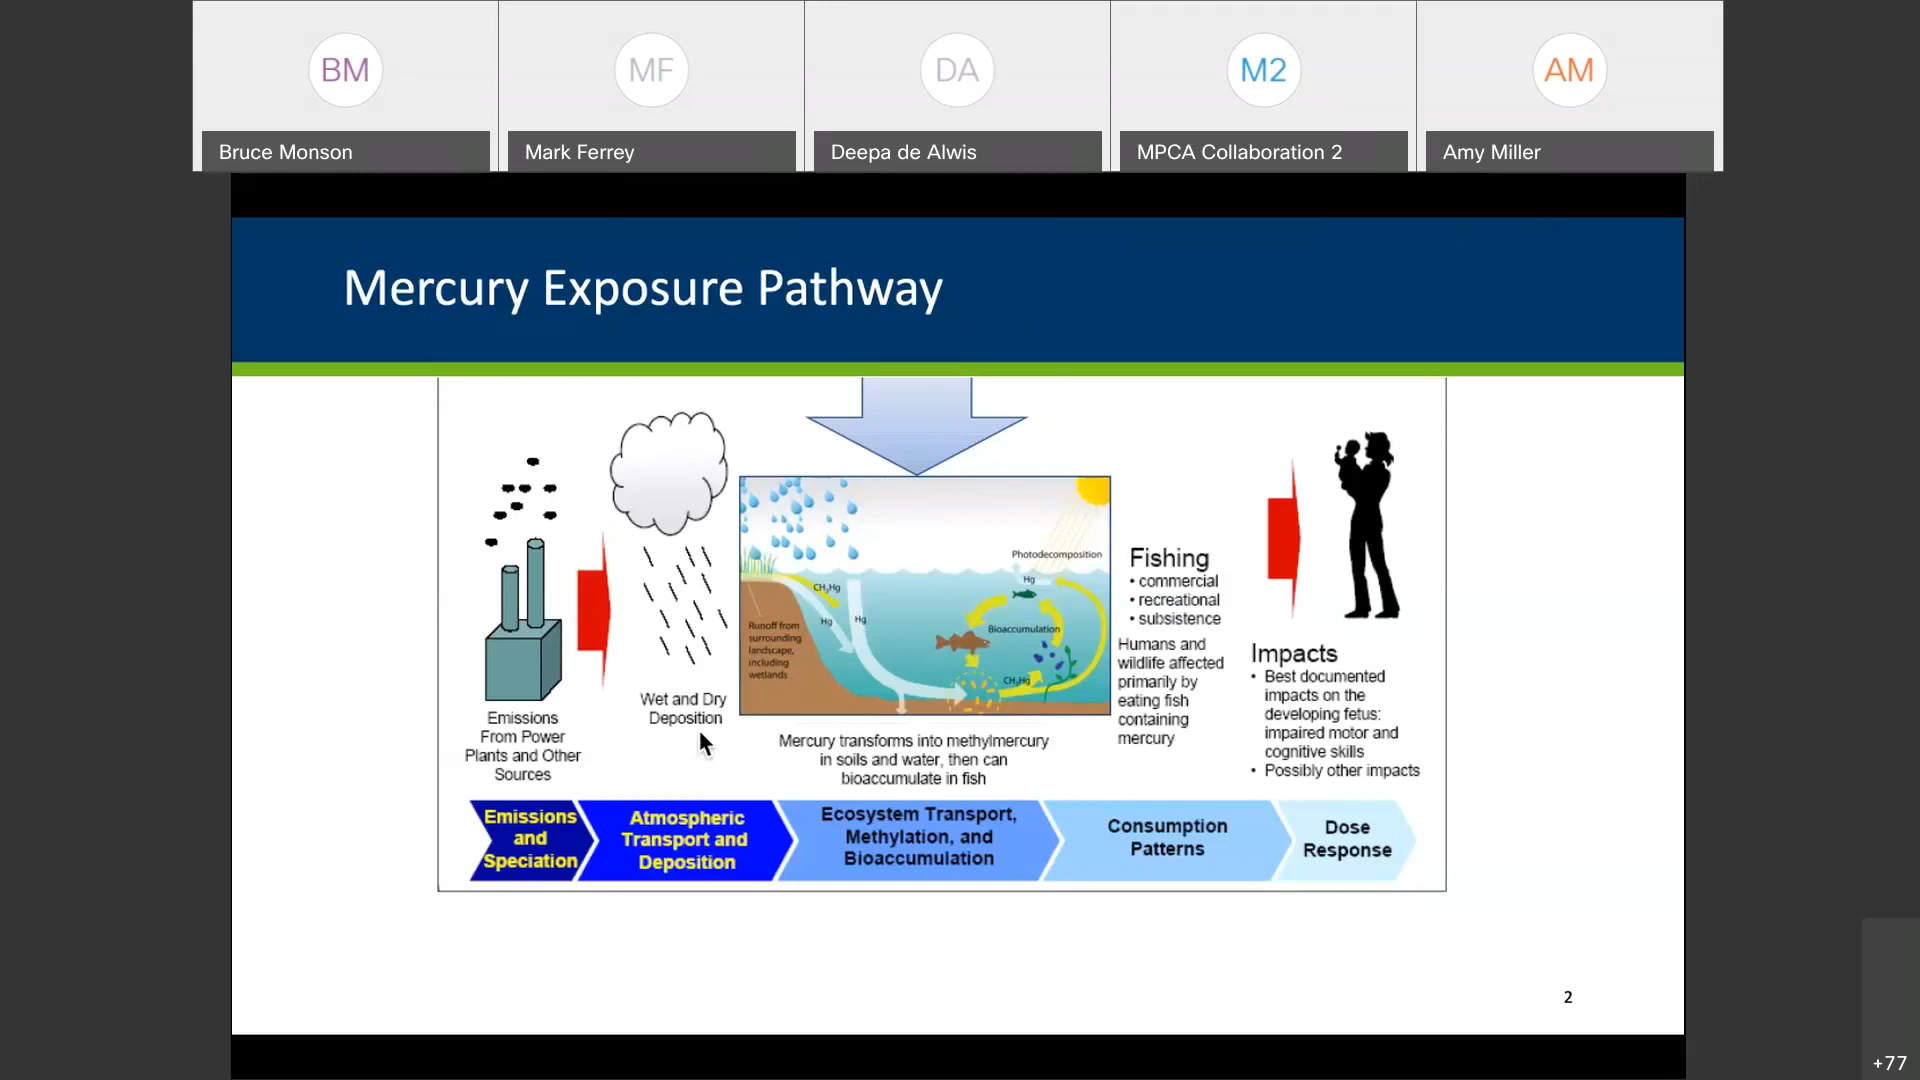 BM
MF
DA
M2
AM
Bruce Monson
Mark Ferrey
Deepa de Alwis
MPCA Collaboration 2
Amy Miller
Mercury Exposure Pathway
Emissions
From Power
Plants and Other
Sources
Wet and Dry
Deposition
Photodecomposition
Hg
CH3Hg
Hg
Hg
Bioaccumulation
CH3Hg
Runoff from
surrounding
landscape,
including
wetlands
Mercury transforms into methylmercury
in soils and water, then can
bioaccumulate in fish
Fishing
• commercial
• recreational
• subsistence
Humans and
wildlife affected
primarily by
eating fish
containing
mercury
Impacts
• Best documented
impacts on the
developing fetus:
impaired motor and
cognitive skills
• Possibly other impacts
Emissions
and
Speciation
Atmospheric
Transport and
Deposition
Ecosystem Transport,
Methylation, and
Bioaccumulation
Consumption
Patterns
Dose
Response
2
+77